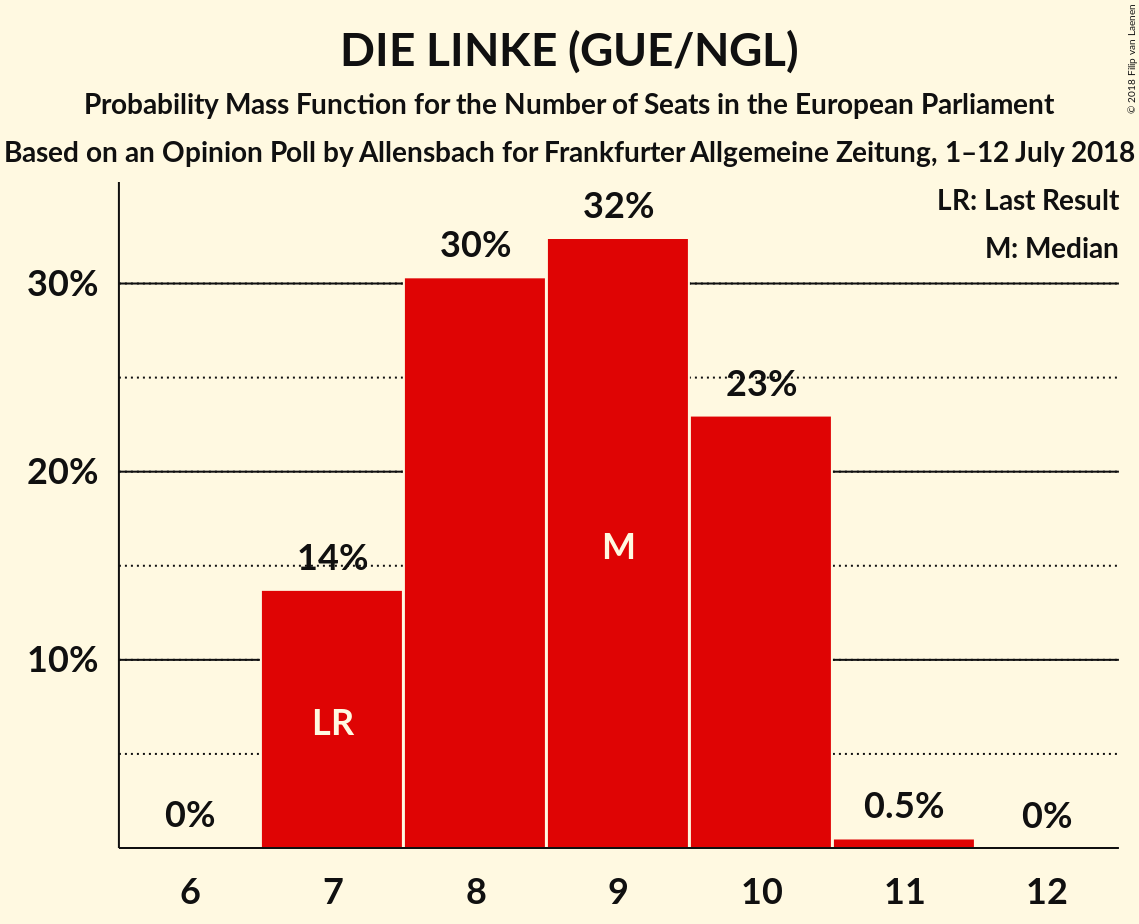 DIE LINKE (GUE/NGL)
Probability Mass Function for the Number of Seats in the European Parliament
Based on an Opinion Poll by Allensbach for Frankfurter Allgemeine Zeitung, 1–12 July 2018
© 2018 Filip van Laenen
LR: Last Result
M: Median
30%
20%
10%
0%
14%
30%
32%
23%
0.5%
0%
LR
M
6 7 8 9 10 11 12